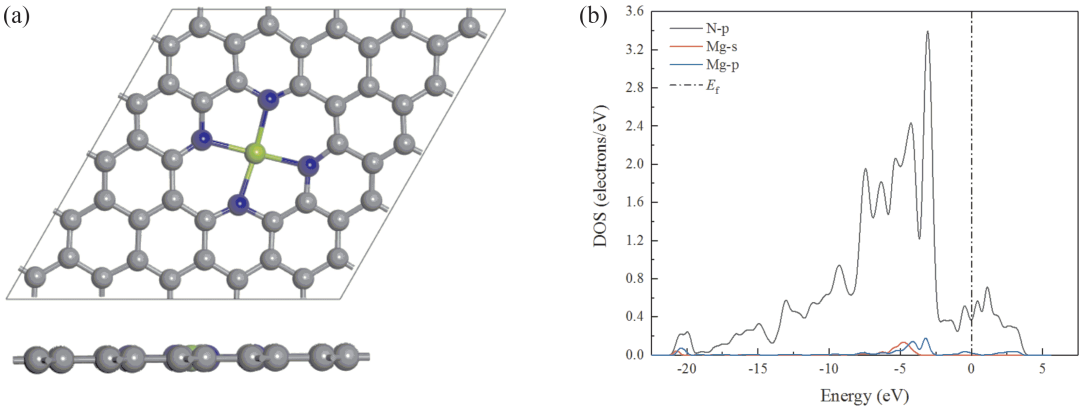 (a)
(b)
3.6
3.2
2.8
2.4
2.0
1.6
1.2
0.8
0.4
0.0
DOS (electrons/eV)
N-p
Mg-s
Mg-p
Ef
-20
-15
-10
-5
0
5
Energy (eV)